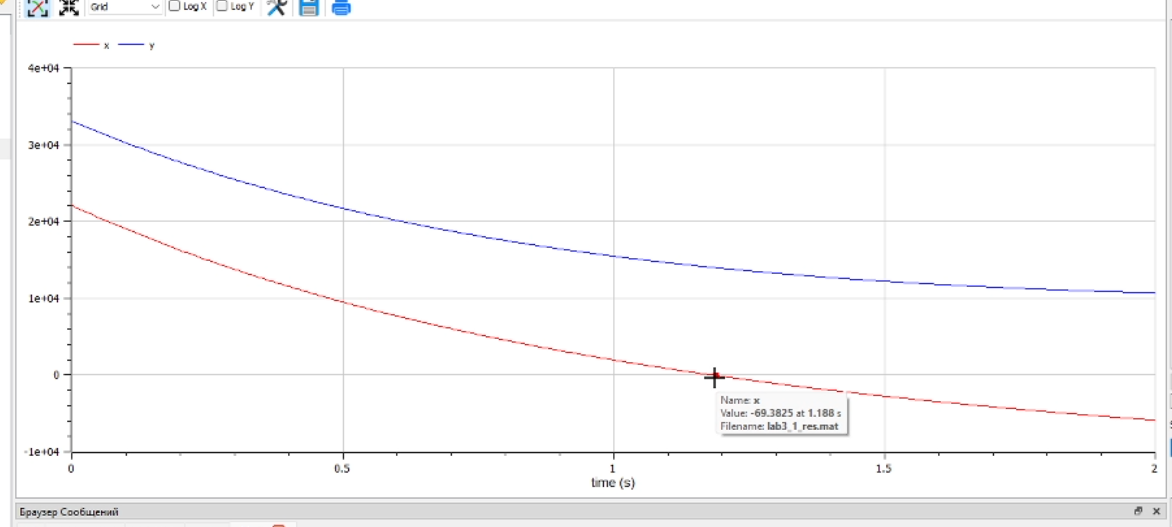 Grid Log X Log Y
x y
4e+04
3e+04
2e+04
1e+04
0
-1e+04
Name: x
Value: -69.3825 at 1.188 s
Filename: lab3_1_res.mat
0 0.5 1 1.5 2
time (s)
Браузер Сообщений